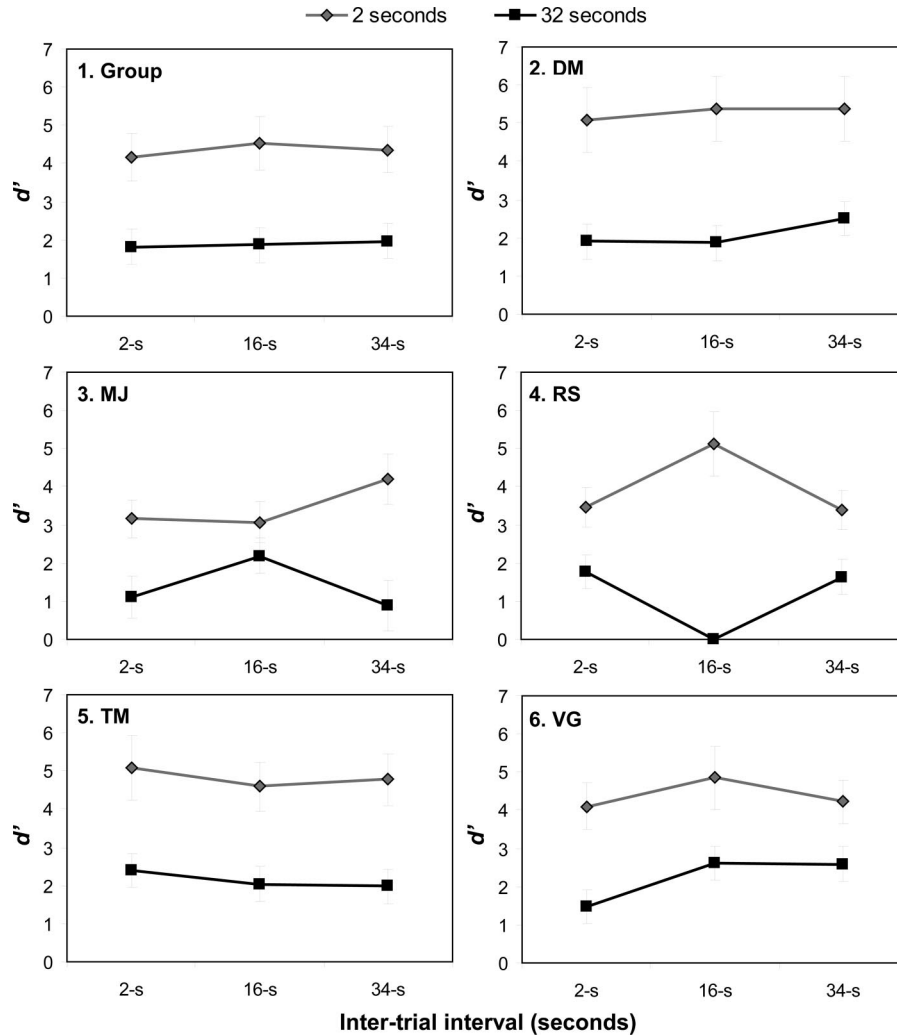 2 seconds 32 seconds
1. Group
7
6
5
4
3
2
1
0
d'
2-s 16-s 34-s
2. DM
7
6
5
4
3
2
1
0
d'
2-s 16-s 34-s
3. MJ
7
6
5
4
3
2
1
0
d'
2-s 16-s 34-s
4. RS
7
6
5
4
3
2
1
0
d'
2-s 16-s 34-s
5. TM
7
6
5
4
3
2
1
0
d'
2-s 16-s 34-s
6. VG
7
6
5
4
3
2
1
0
d'
2-s 16-s 34-s
Inter-trial interval (seconds)